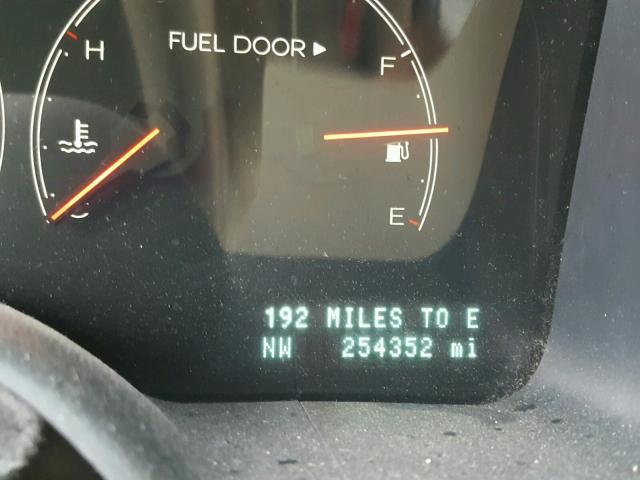 H
FUEL DOOR ▶
F
E
192 MILES TO E
NW 254352 mi